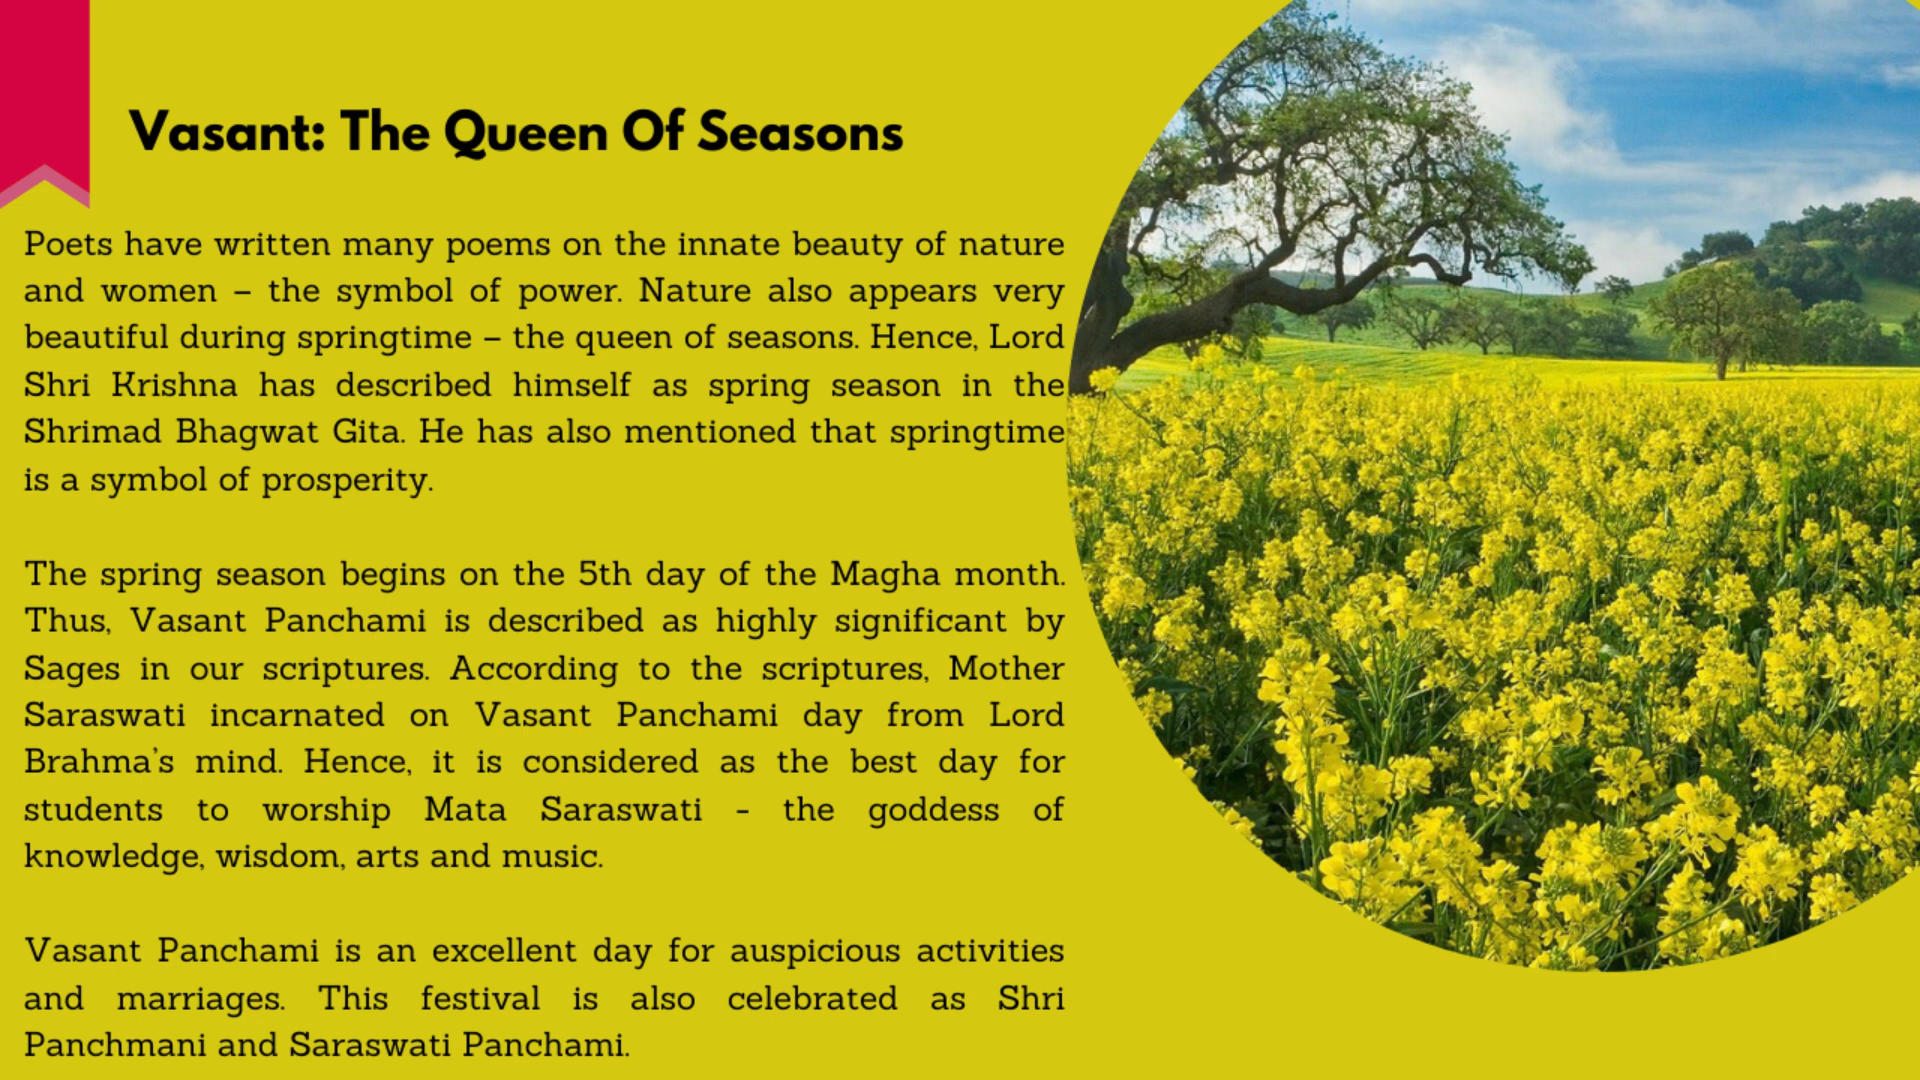 Vasant: The Queen Of Seasons
Poets have written many poems on the innate beauty of nature
and women – the symbol of power. Nature also appears very
beautiful during springtime – the queen of seasons. Hence, Lord
Shri Krishna has described himself as spring season in the
Shrimad Bhagwat Gita. He has also mentioned that springtime
is a symbol of prosperity.
The spring season begins on the 5th day of the Magha month.
Thus, Vasant Panchami is described as highly significant by
Sages in our scriptures. According to the scriptures, Mother
Saraswati incarnated on Vasant Panchami day from Lord
Brahma's mind. Hence, it is considered as the best day for
students to worship Mata Saraswati - the goddess of
knowledge, wisdom, arts and music.
Vasant Panchami is an excellent day for auspicious activities
and marriages. This festival is also celebrated as Shri
Panchmani and Saraswati Panchami.